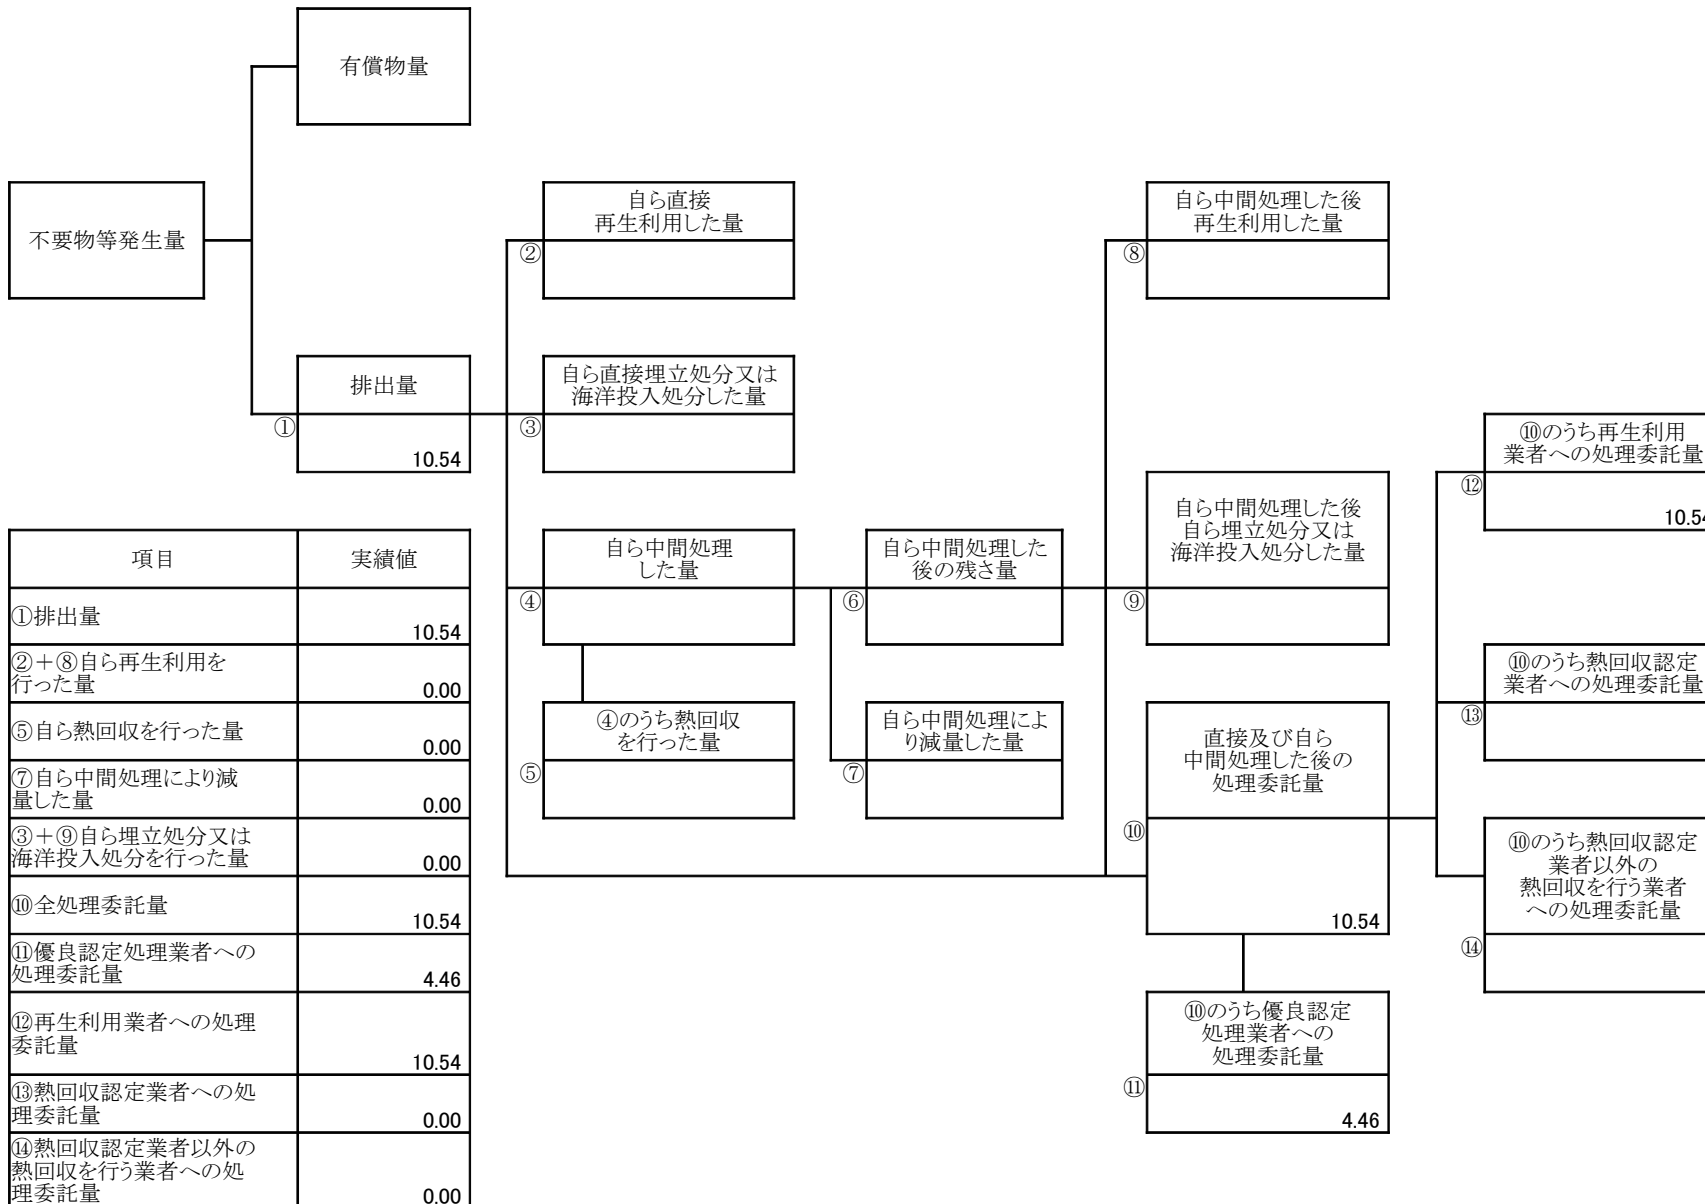 有償物量
不要物等発生量
自ら直接
再生利用した量
②
自ら中間処理した後
再生利用した量
⑧
排出量
①
10.54
自ら直接埋立処分又は
海洋投入処分した量
③
⑩のうち再生利用
業者への処理委託量
⑫
10.54
自ら中間処理
した量
④
自ら中間処理した
後の残さ量
⑥
自ら中間処理した後
自ら埋立処分又は
海洋投入処分した量
⑨
④のうち熱回収
を行った量
⑤
自ら中間処理によ
り減量した量
⑦
直接及び自ら
中間処理した後の
処理委託量
⑩
10.54
⑩のうち熱回収認定
業者への処理委託量
⑬
⑩のうち熱回収認定
業者以外の
熱回収を行う業者
への処理委託量
⑭
⑩のうち優良認定
処理業者への
処理委託量
⑪
4.46
項目 実績値
①排出量
10.54
②＋⑧自ら再生利用を
行った量
0.00
⑤自ら熱回収を行った量
0.00
⑦自ら中間処理により減
量した量
0.00
③＋⑨自ら埋立処分又は
海洋投入処分を行った量
0.00
⑩全処理委託量
10.54
⑪優良認定処理業者への
処理委託量
4.46
⑫再生利用業者への処理
委託量
10.54
⑬熱回収認定業者への処
理委託量
0.00
⑭熱回収認定業者以外の
熱回収を行う業者への処
理委託量
0.00